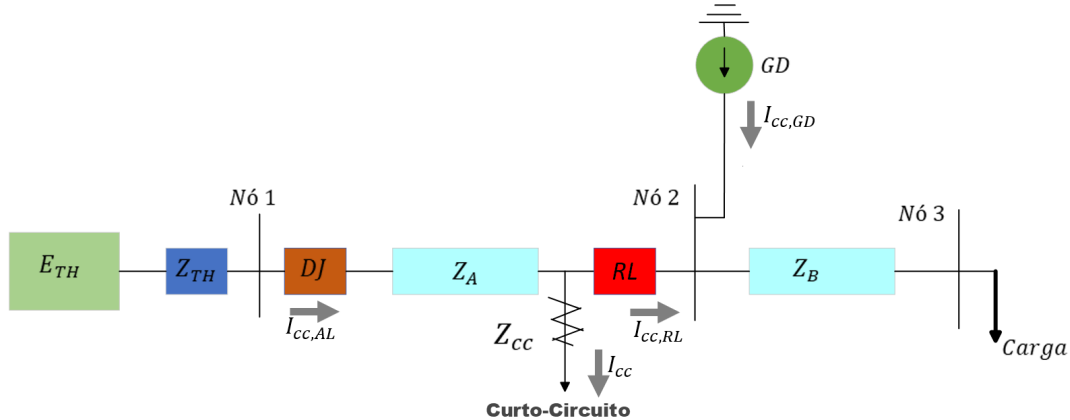 GD
I_{cc,GD}
Nó 1
Nó 2
Nó 3
E_{TH}
Z_{TH}
DJ
Z_A
RL
Z_B
I_{cc,AL}
Z_{cc}
I_{cc,RL}
I_{cc}
Carga
Curto-Circuito